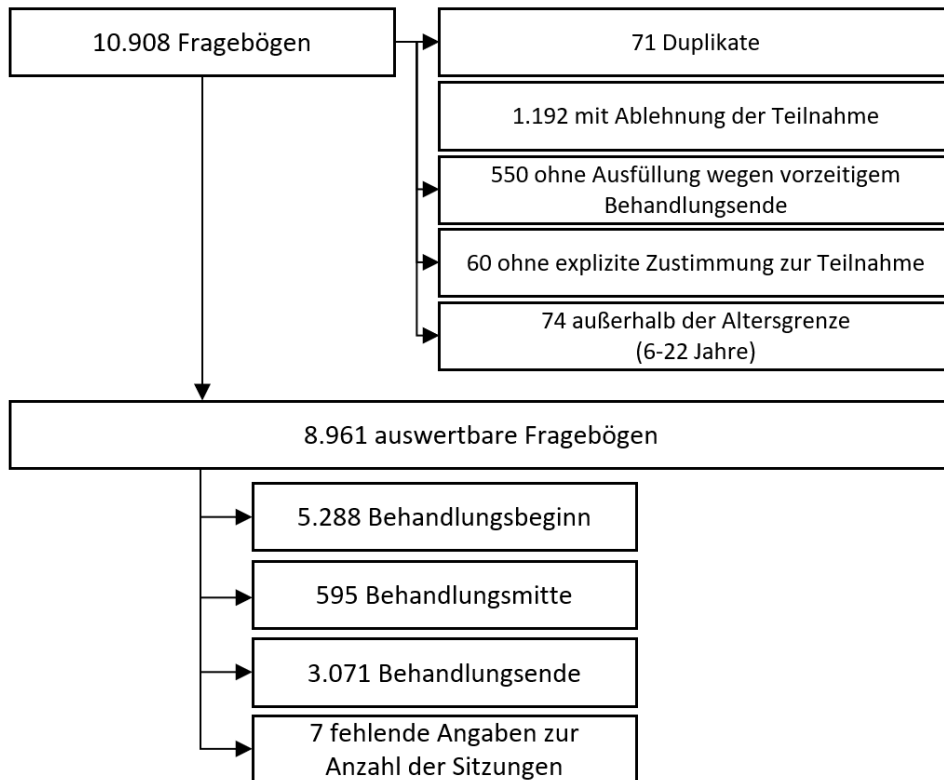 10.908 Fragebögen
71 Duplikate
1.192 mit Ablehnung der Teilnahme
550 ohne Ausfüllung wegen vorzeitigem
Behandlungsende
60 ohne explizite Zustimmung zur Teilnahme
74 außerhalb der Altersgrenze
(6-22 Jahre)
8.961 auswertbare Fragebögen
5.288 Behandlungsbeginn
595 Behandlungsmitte
3.071 Behandlungsende
7 fehlende Angaben zur
Anzahl der Sitzungen